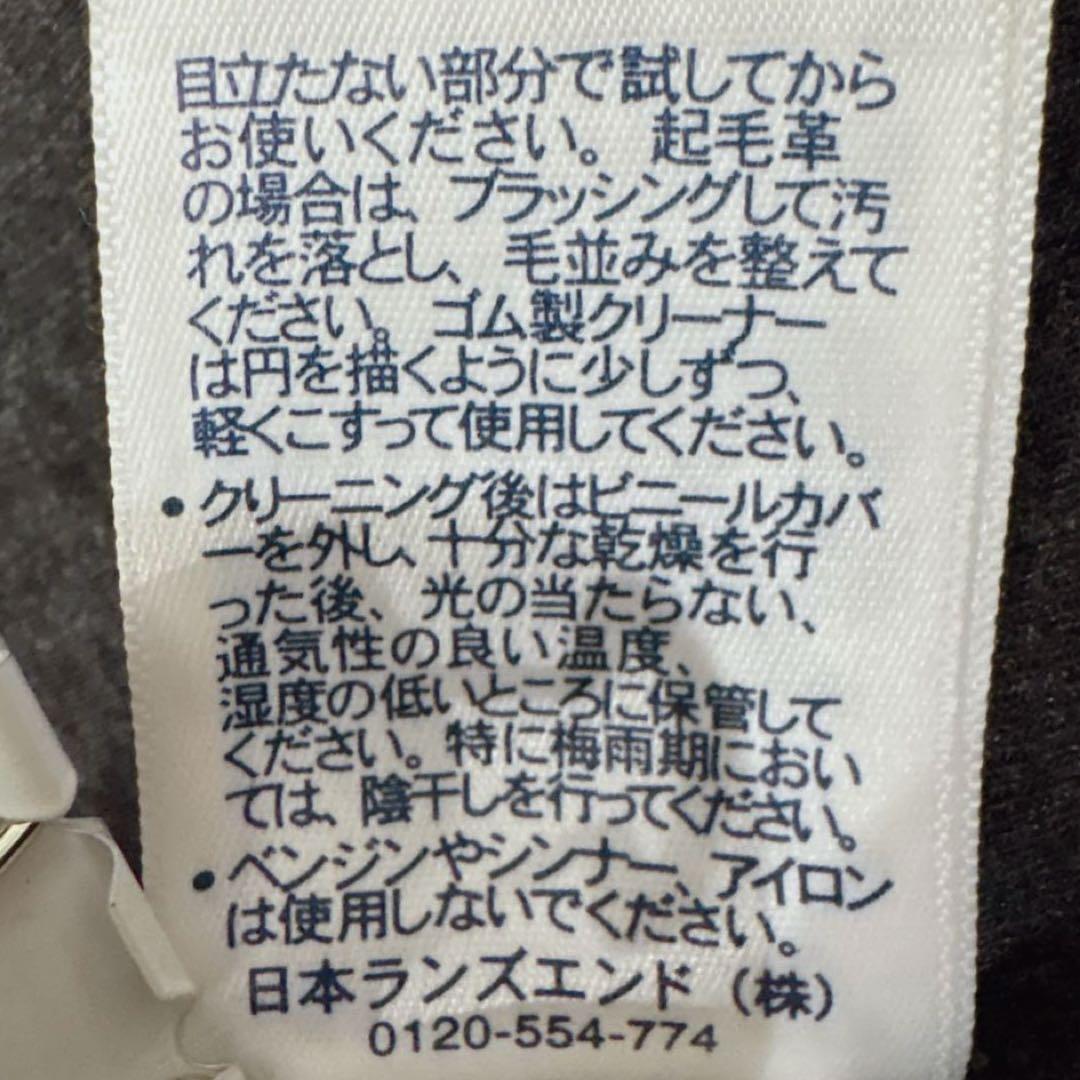 目立たない部分で試してから
お使いください。起毛革
の場合は、ブラッシングして汚
れを落とし、毛並みを整えて
ください。ゴム製クリーナー
は円を描くように少しずつ、
軽くこすって使用してください。
•クリーニング後はビニールカバ
ーを外し、十分な乾燥を行
った後、光の当たらない、
通気性の良い温度、
湿度の低いところに保管して
ください。特に梅雨期におい
ては、陰干しを行ってください。
•ベンジンやシンナー、アイロン
は使用しないでください。
日本ランズエンド（株）
0120-554-774